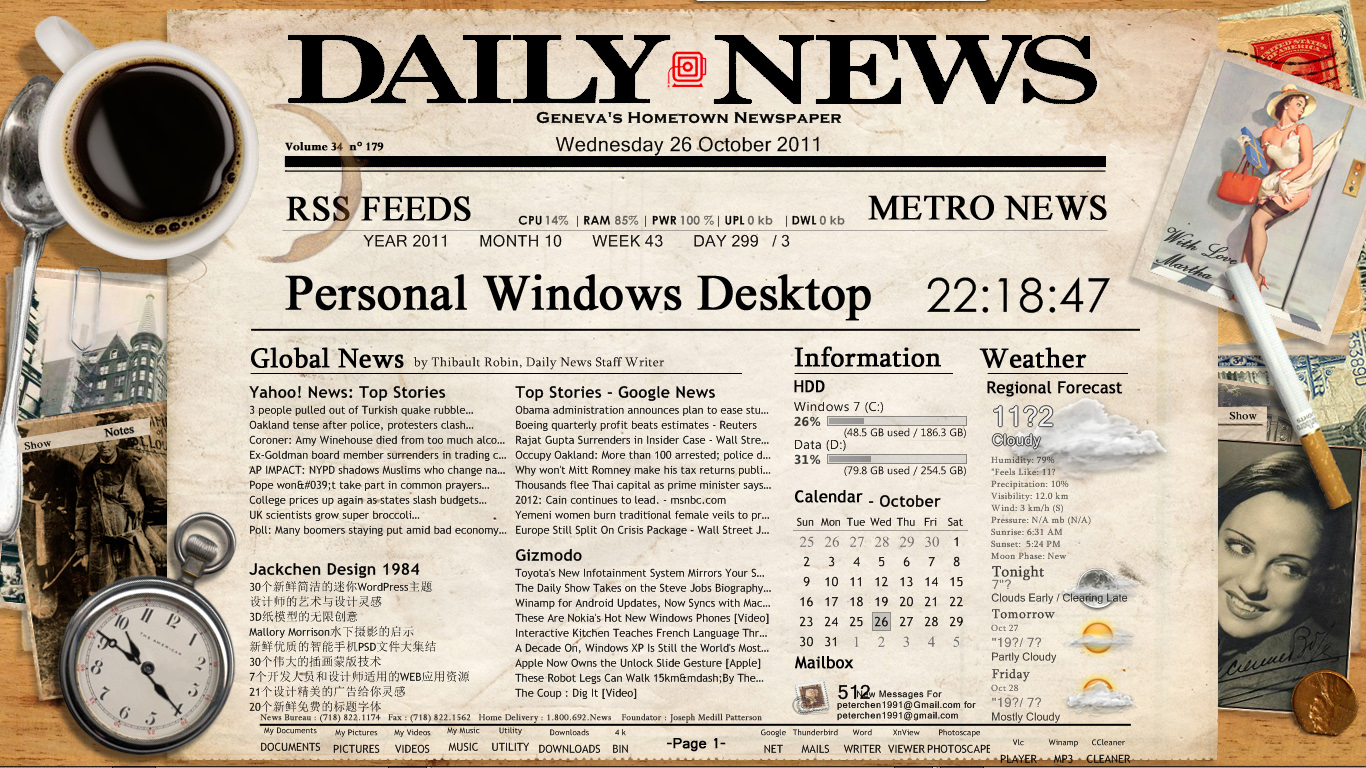 DAILY NEWS
GENEVA'S HOMETOWN NEWSPAPER
Volume 34 n° 179
Wednesday 26 October 2011
RSS FEEDS
CPU 14% | RAM 85% | PWR 100 % | UPL 0 kb | DWL 0 kb
METRO NEWS
YEAR 2011 MONTH 10 WEEK 43 DAY 299 / 3
Personal Windows Desktop
22:18:47
Global News by Thibault Robin, Daily News Staff Writer
Yahoo! News: Top Stories
3 people pulled out of Turkish quake rubble...
Oakland tense after police, protesters clash...
Coroner: Amy Winehouse died from too much alco...
Ex-Goldman board member surrenders in trading c...
AP IMPACT: NYPD shadows Muslims who change na...
Pope won&#039;t take part in common prayers...
College prices up again as states slash budgets...
UK scientists grow super broccoli...
Poll: Many boomers staying put amid bad economy...
Jackchen Design 1984
30个新鲜简洁的迷你WordPress主题
设计师的艺术与设计灵感
3D纸模型的无限创意
Mallory Morrison水下摄影的启示
新鲜优质的智能手机PSD文件大集结
30个伟大的插画蒙版技术
7个开发人员和设计师适用的WEB应用资源
21个设计精美的广告给你灵感
20个新鲜免费的标题字体
Top Stories - Google News
Obama administration announces plan to ease stu...
Boeing quarterly profit beats estimates - Reuters
Rajat Gupta Surrenders in Insider Case - Wall Stre...
Occupy Oakland: More than 100 arrested; police d...
Why won't Mitt Romney make his tax returns publi...
Thousands flee Thai capital as prime minister says...
2012: Cain continues to lead. - msnbc.com
Yemeni women burn traditional female veils to pr...
Europe Still Split On Crisis Package - Wall Street J...
Gizmodo
Toyota's New Infotainment System Mirrors Your S...
The Daily Show Takes on the Steve Jobs Biography...
Winamp for Android Updates, Now Syncs with Mac...
These Are Nokia's Hot New Windows Phones [Video]
Interactive Kitchen Teaches French Language Thr...
A Decade On, Windows XP Is Still the World's Most...
Apple Now Owns the Unlock Slide Gesture [Apple]
These Robot Legs Can Walk 15km&mdash;By The...
The Coup : Dig It [Video]
Information
HDD
Windows 7 (C:)
26%
(48.5 GB used / 186.3 GB)
Data (D:)
31%
(79.8 GB used / 254.5 GB)
Calendar - October
Sun Mon Tue Wed Thu Fri Sat
25 26 27 28 29 30 1
2 3 4 5 6 7 8
9 10 11 12 13 14 15
16 17 18 19 20 21 22
23 24 25 26 27 28 29
30 31 1 2 3 4 5
Mailbox
512
New Messages For
peterchen1991@Gmail.com for
peterchen1991@gmail.com
Weather
Regional Forecast
11?2
Cloudy
Humidity: 79%
"Feels Like: 11?
Precipitation: 10%
Visibility: 12.0 km
Wind: 3 km/h (S)
Pressure: N/A mb (N/A)
Sunrise: 6:31 AM
Sunset: 5:24 PM
Moon Phase: New
Tonight
7"?
Clouds Early / Clearing Late
Tomorrow
Oct 27
"19?/ 7?
Partly Cloudy
Friday
Oct 28
"19?/ 7?
Mostly Cloudy
News Bureau : (718) 822.1174 Fax : (718) 822.1562 Home Delivery : 1.800.692.News Foundator : Joseph Medill Patterson
My Documents My Pictures My Videos My Music Utility Downloads 4 k
DOCUMENTS PICTURES VIDEOS MUSIC UTILITY DOWNLOADS BIN
-Page 1-
Google Thunderbird Word XnView Photoscape Vlc Winamp CCleaner
NET MAILS WRITER VIEWER PHOTOSCAPE PLAYER MP3 CLEANER
Show Notes
With Love
Martha
UNITED STATES
OF AMERICA
Show
THE AMERICAN